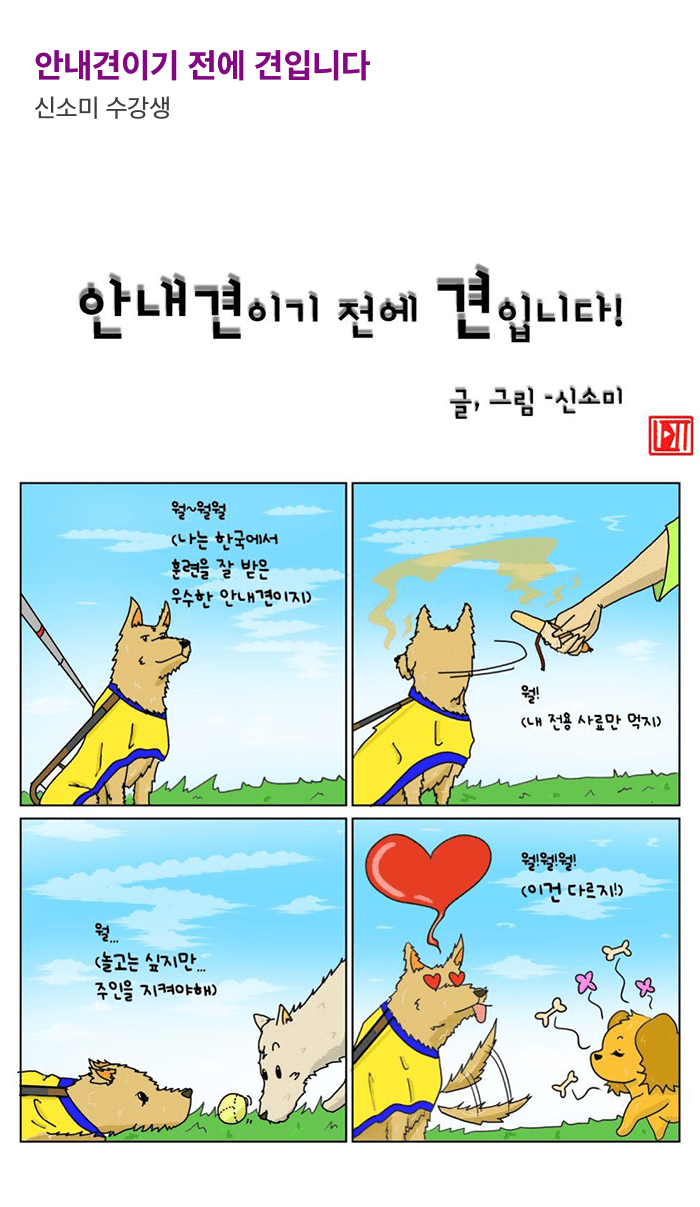 안내견이기 전에 견입니다
신소미 수강생
안내견이기 전에 견입니다!
글, 그림 -신소미
월~월월
(나는 한국에서
훈련을 잘 받은
우수한 안내견이지)
월!
(내 전용 사료만 먹지)
월...
(놀고는 싶지만...
주인을 지켜야해)
월!월!월!
(이건 다르지!)